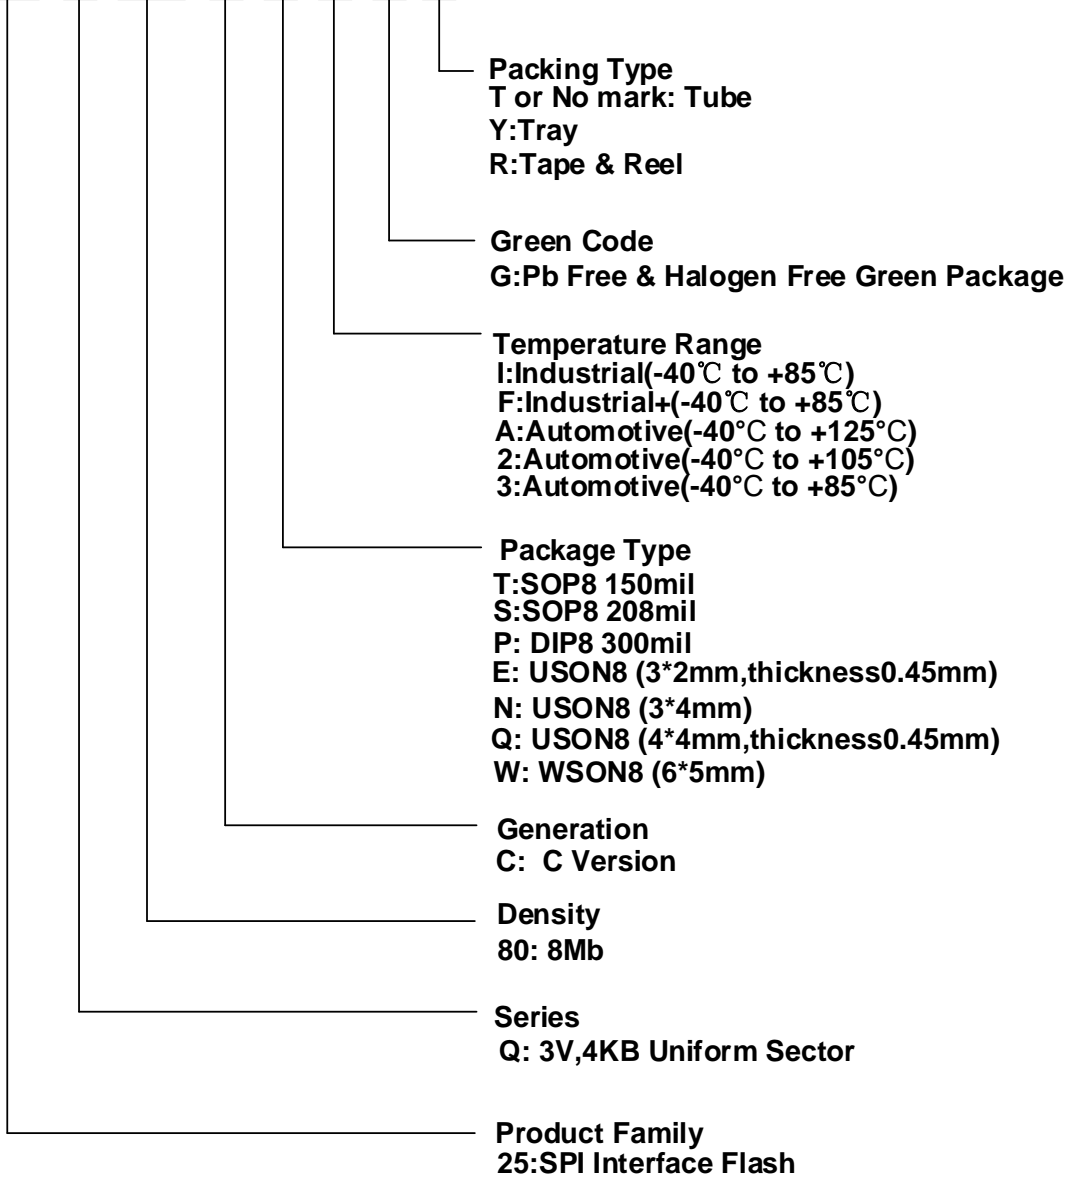 Packing Type
T or No mark: Tube
Y:Tray
R:Tape & Reel
Green Code
G:Pb Free & Halogen Free Green Package
Temperature Range
I:Industrial(-40℃ to +85℃)
F:Industrial+(-40℃ to +85℃)
A:Automotive(-40°C to +125°C)
2:Automotive(-40°C to +105°C)
3:Automotive(-40°C to +85°C)
Package Type
T:SOP8 150mil
S:SOP8 208mil
P: DIP8 300mil
E: USON8 (3*2mm,thickness0.45mm)
N: USON8 (3*4mm)
Q: USON8 (4*4mm,thickness0.45mm)
W: WSON8 (6*5mm)
Generation
C: C Version
Density
80: 8Mb
Series
Q: 3V,4KB Uniform Sector
Product Family
25:SPI Interface Flash